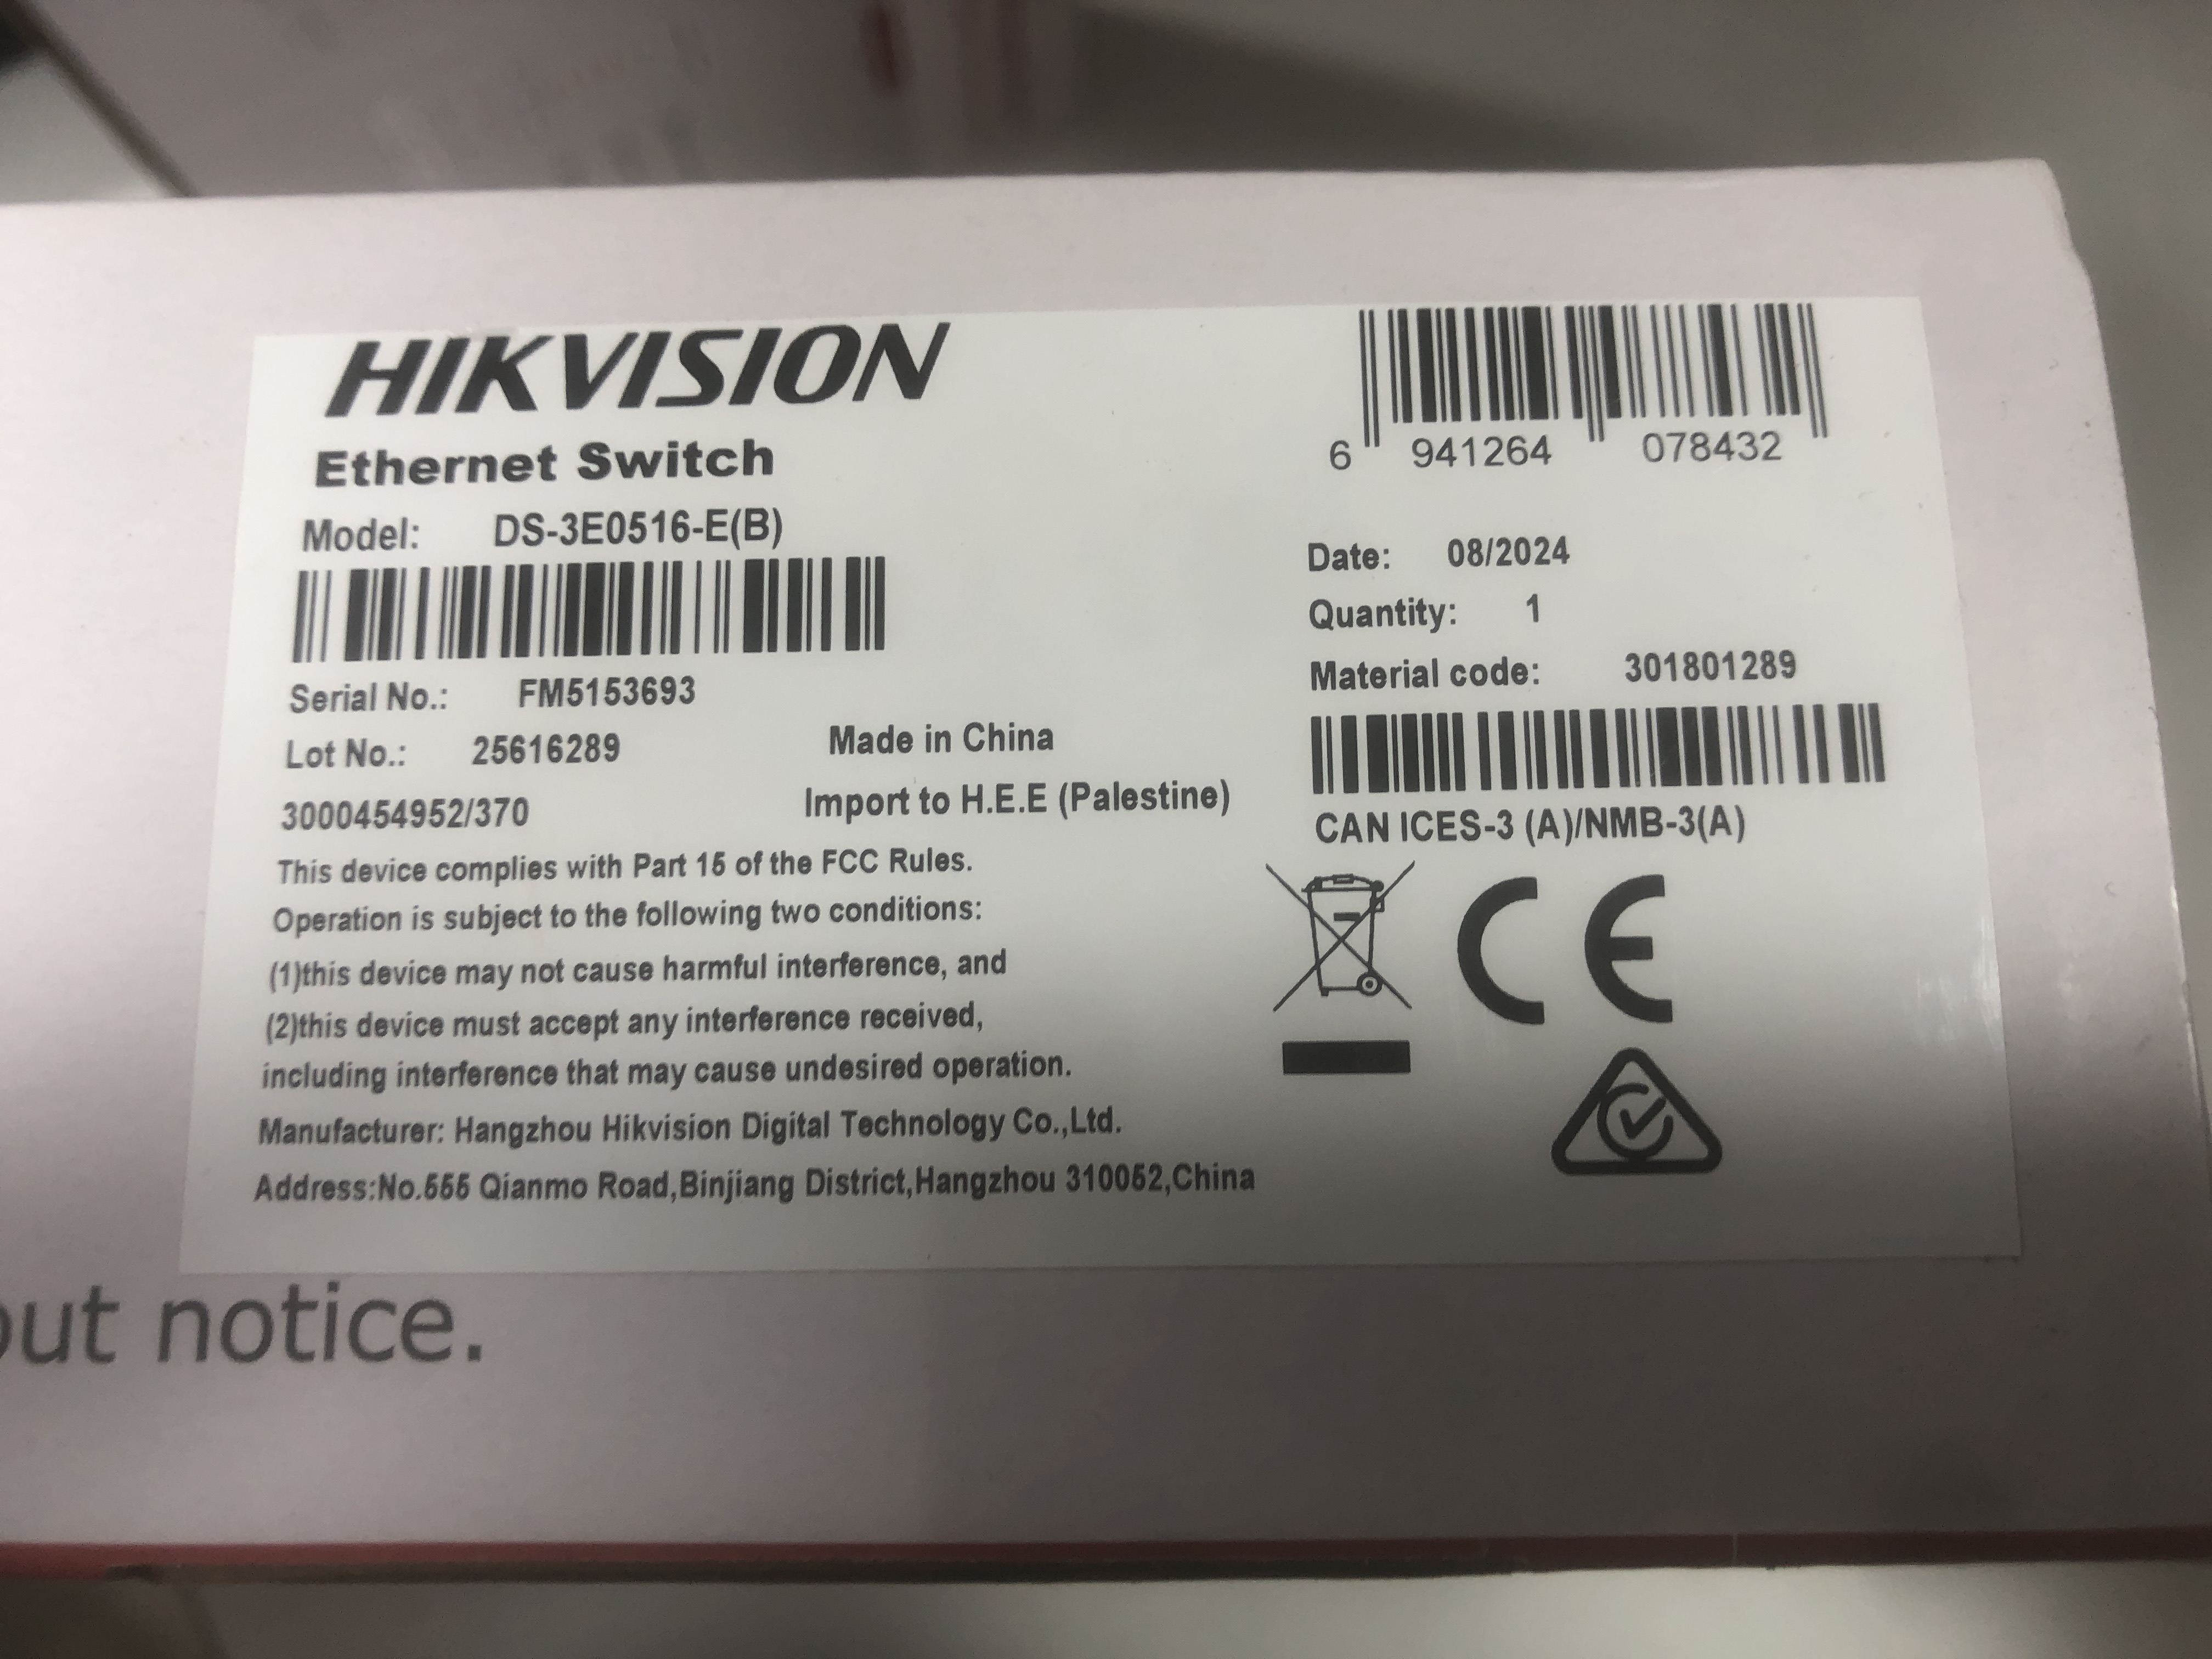 HIKVISION
Ethernet Switch
Model: DS-3E0516-E(B)
Serial No.: FM5153693
Lot No.: 25616289
Made in China
3000454952/370
Import to H.E.E (Palestine)
This device complies with Part 15 of the FCC Rules.
Operation is subject to the following two conditions:
(1)this device may not cause harmful interference, and
(2)this device must accept any interference received,
including interference that may cause undesired operation.
Manufacturer: Hangzhou Hikvision Digital Technology Co.,Ltd.
Address:No.555 Qianmo Road,Binjiang District,Hangzhou 310052,China
6 941264 078432
Date: 08/2024
Quantity: 1
Material code: 301801289
CAN ICES-3 (A)/NMB-3(A)
CE
out notice.